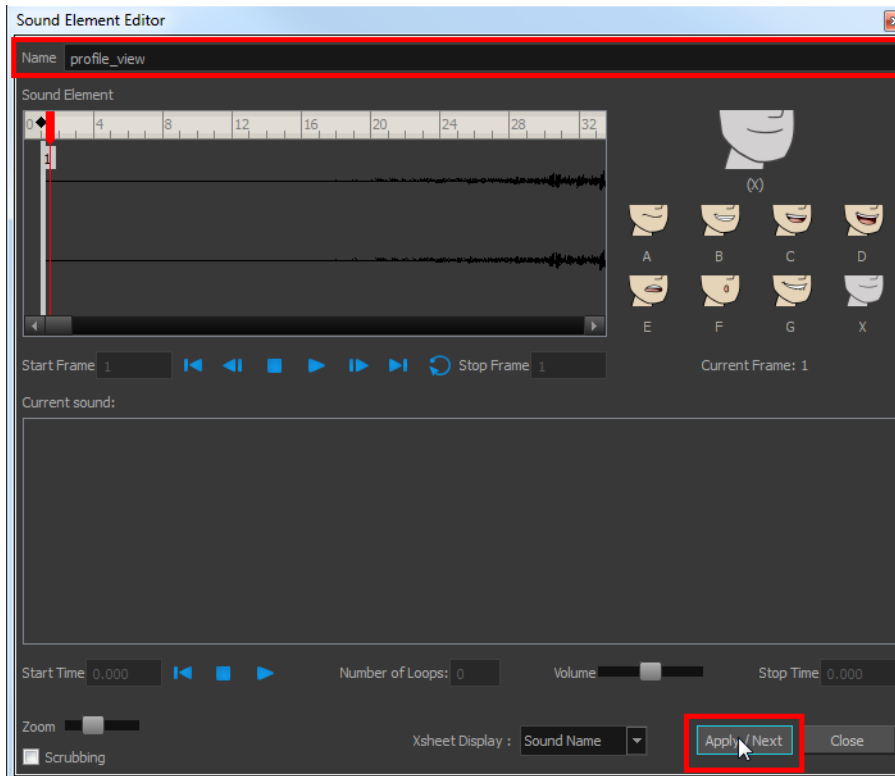 Sound Element Editor
Name profile_view
Sound Element
0 4 8 12 16 20 24 28 32
1
(X)
A B C D
E F G X
Start Frame 1 Stop Frame 1 Current Frame: 1
Current sound:
Start Time 0.000 Number of Loops: 0 Volume Stop Time 0.000
Zoom
Xsheet Display : Sound Name Apply / Next Close
Scrubbing